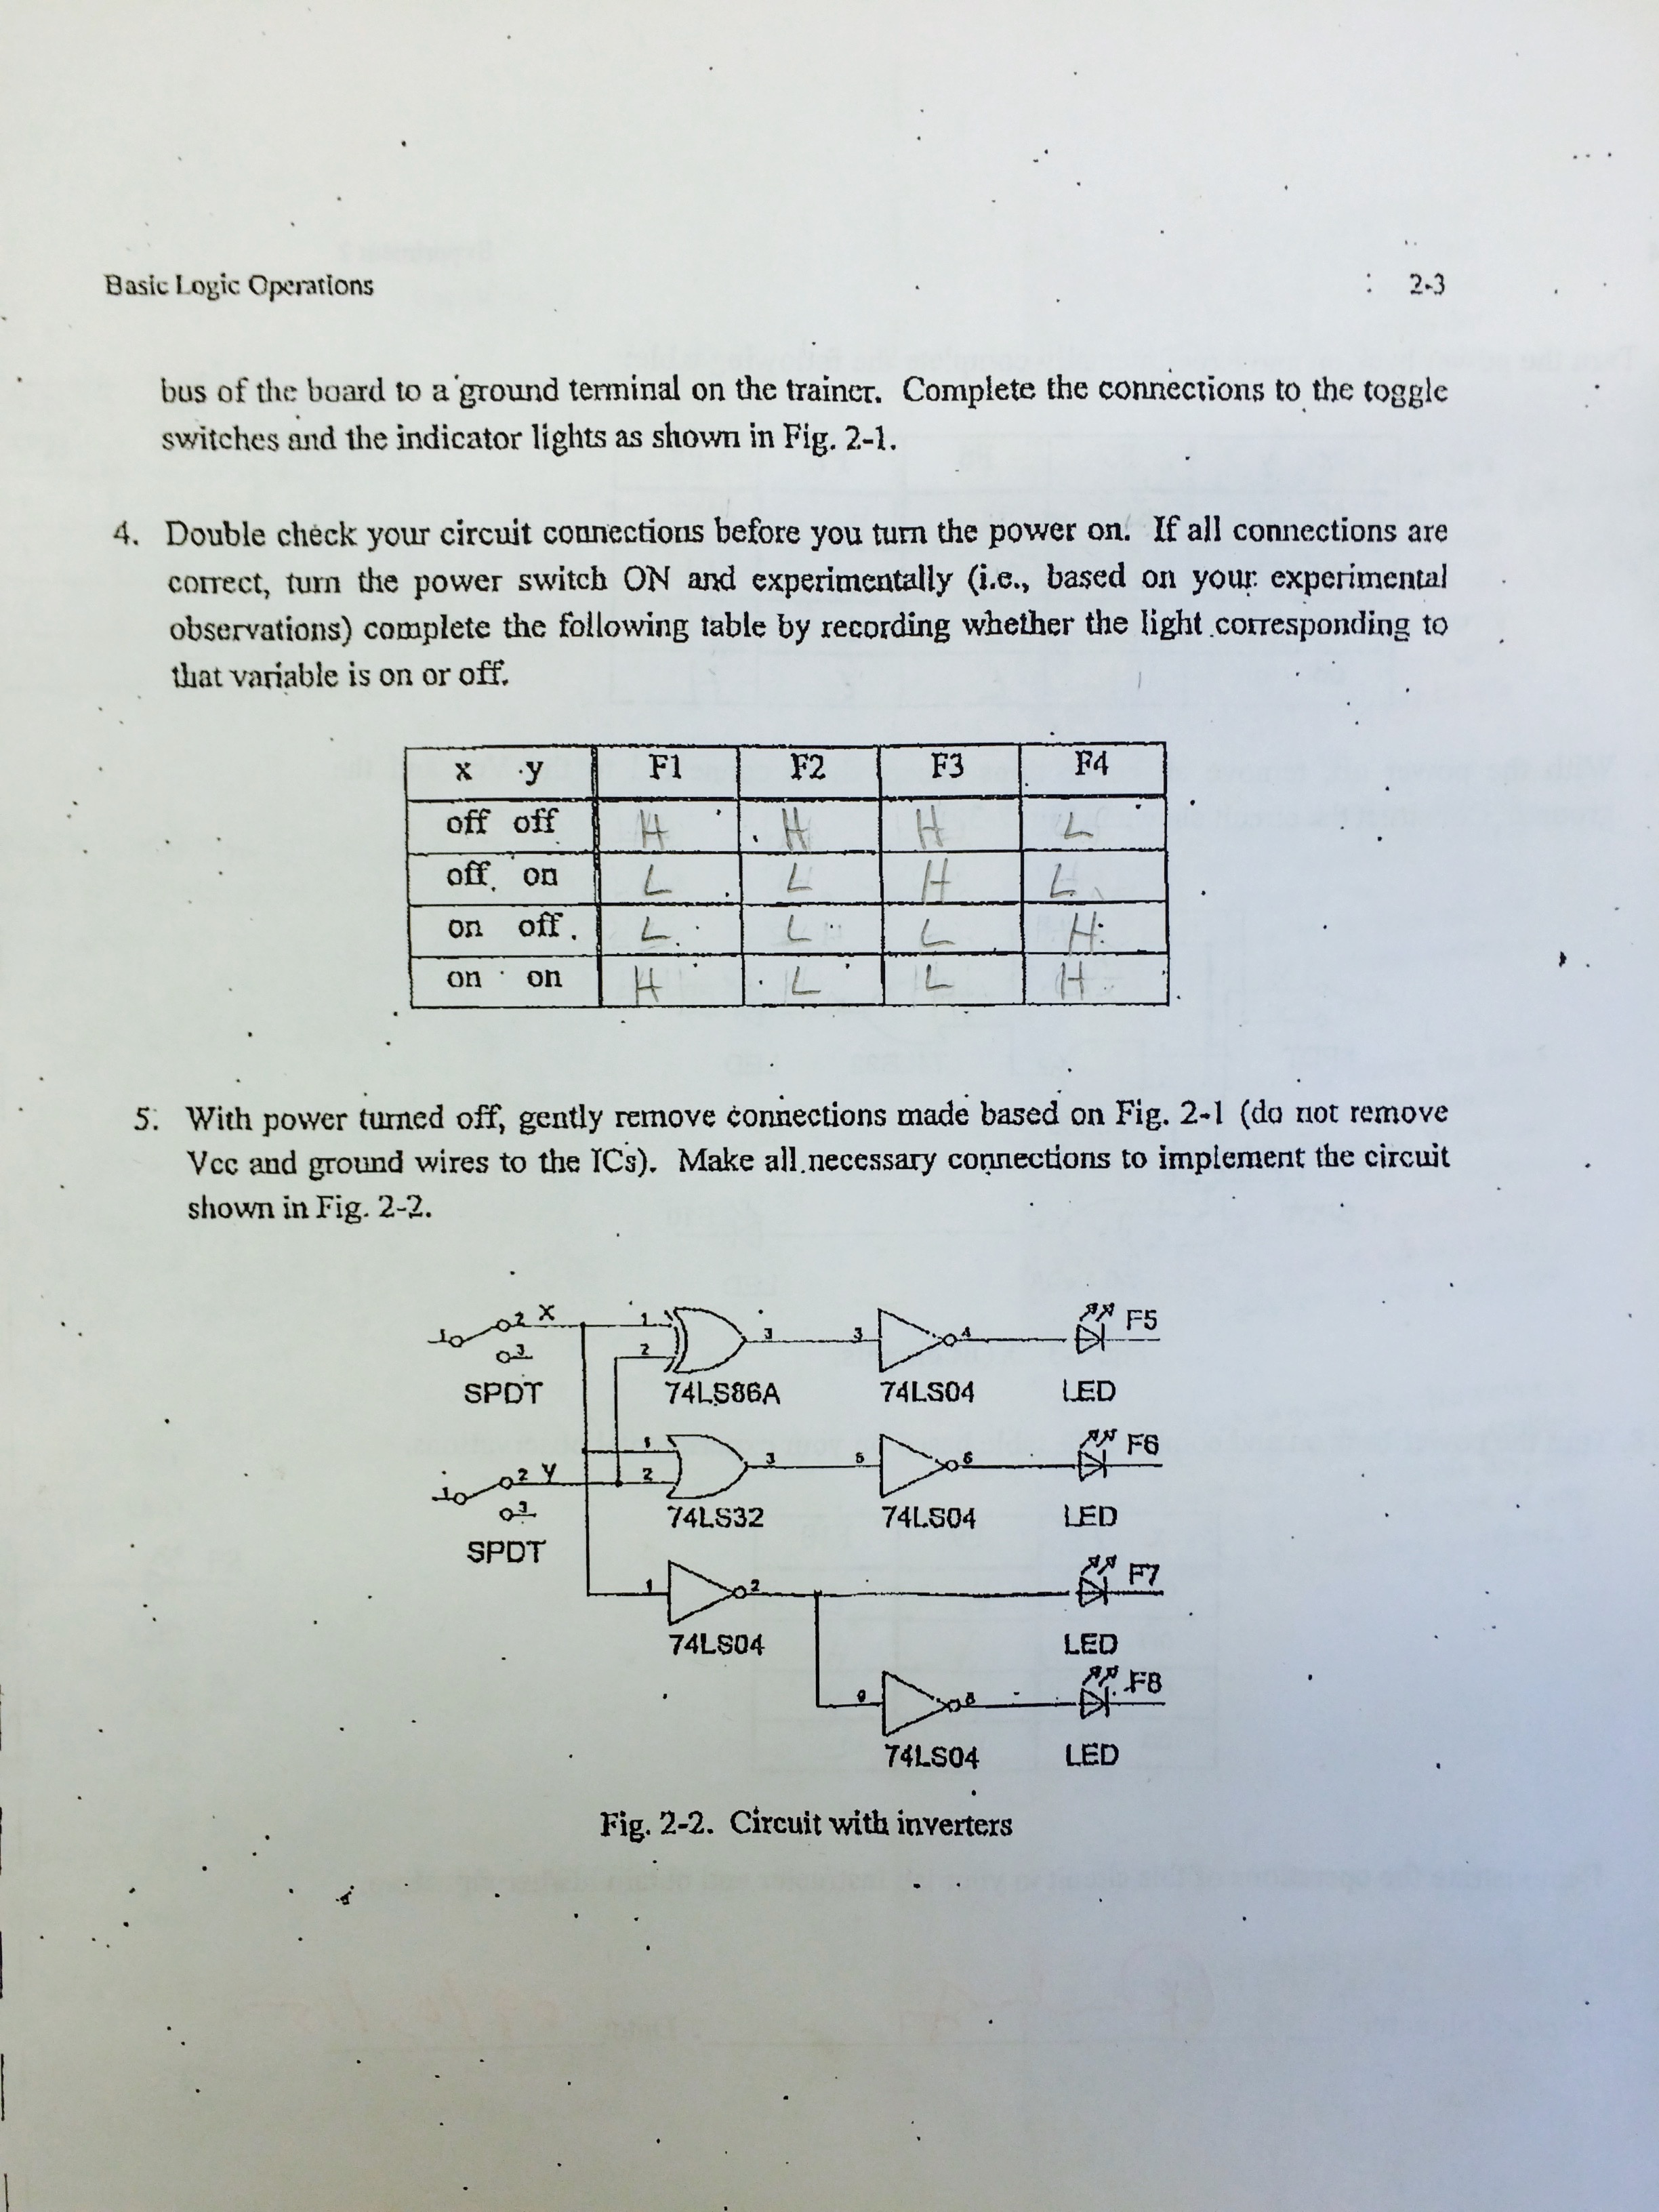 Basic Logic Operations 2-3
bus of the board to a ground terminal on the trainer. Complete the connections to the toggle
switches and the indicator lights as shown in Fig. 2-1.
4. Double check your circuit connections before you turn the power on. If all connections are
correct, turn the power switch ON and experimentally (i.e., based on your experimental
observations) complete the following table by recording whether the light corresponding to
that variable is on or off.
x y F1 F2 F3 F4
off off H H H L
off on L L H L
on off L L L H
on on H L L H
5. With power turned off, gently remove connections made based on Fig. 2-1 (do not remove
Vcc and ground wires to the ICs). Make all necessary connections to implement the circuit
shown in Fig. 2-2.
1 2 X 1 3 3 4 F5
3 2
SPDT 74LS86A 74LS04 LED
1 2 Y 1 2 3 5 6 F6
3
74LS32 74LS04 LED
SPDT
1 2 F7
74LS04 LED
9 8 F8
74LS04 LED
Fig. 2-2. Circuit with inverters